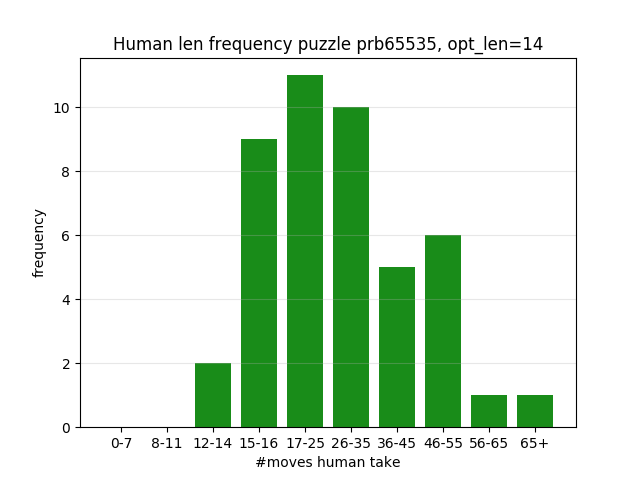 Human len frequency puzzle prb65535, opt_len=14
10
8
6
4
2
0
frequency
0-7 8-11 12-14 15-16 17-25 26-35 36-45 46-55 56-65 65+
#moves human take